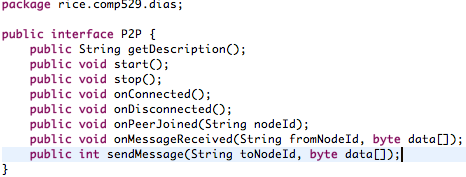 package rice.comp529.dias;
public interface P2P {
public String getDescription();
public void start();
public void stop();
public void onConnected();
public void onDisconnected();
public void onPeerJoined(String nodeId);
public void onMessageReceived(String fromNodeId, byte data[]);
public int sendMessage(String toNodeId, byte data[]);
}